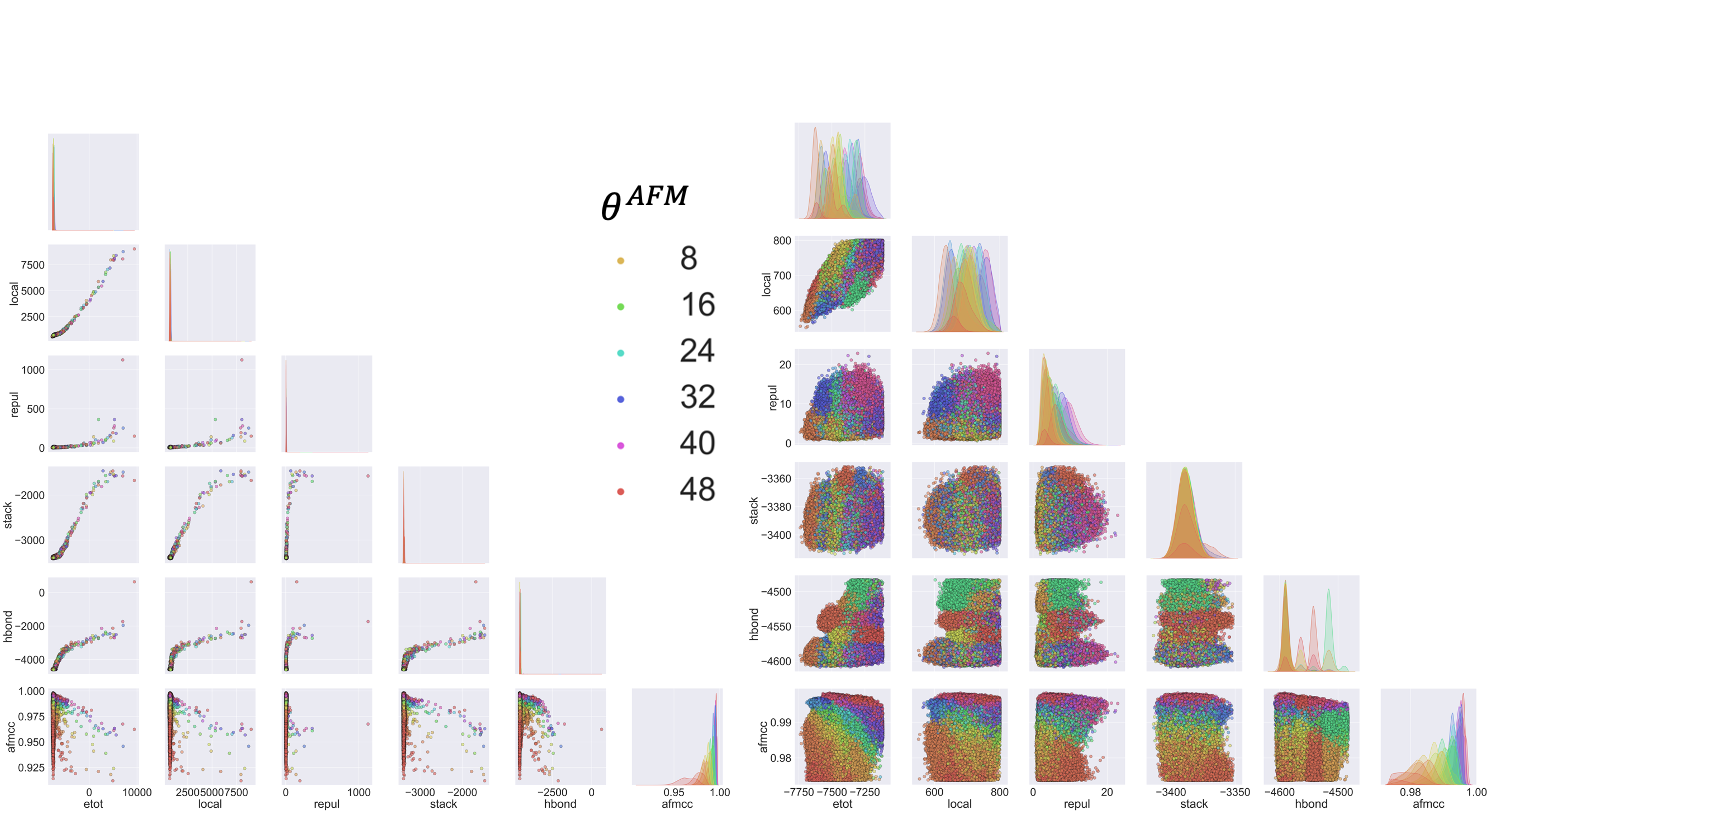 θ^AFM
8
16
24
32
40
48
local
7500
5000
2500
repul
1000
500
0
stack
−2000
−3000
hbond
0
−2000
−4000
afmcc
1.000
0.975
0.950
0.925
0 10000
etot
250050007500
local
0 1000
repul
−3000 −2000
stack
−2500 0
hbond
0.95 1.00
afmcc
local
800
700
600
repul
20
10
0
stack
−3360
−3380
−3400
hbond
−4500
−4550
−4600
afmcc
0.99
0.98
−7750 −7500 −7250
etot
600 800
local
0 20
repul
−3400 −3350
stack
−4600 −4500
hbond
0.98 1.00
afmcc